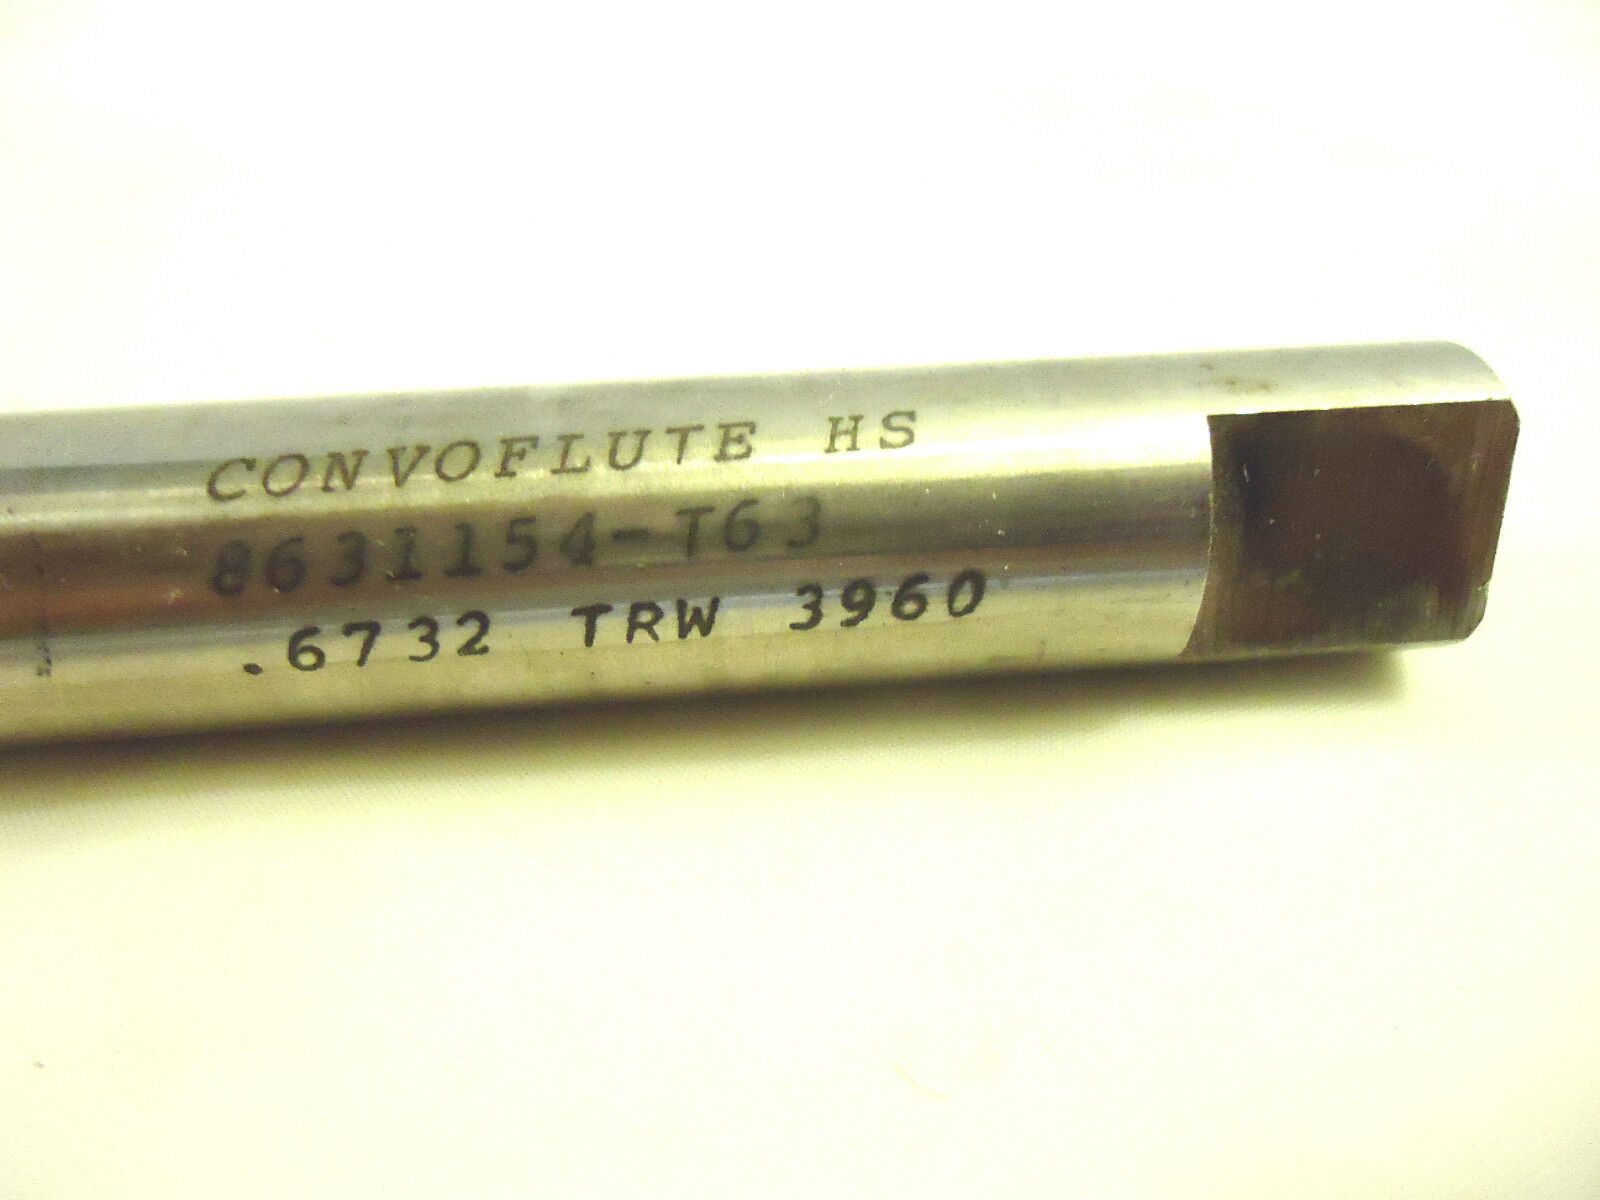 CONVOFLUTE HS
8631154-T63
.6732 TRW 3960